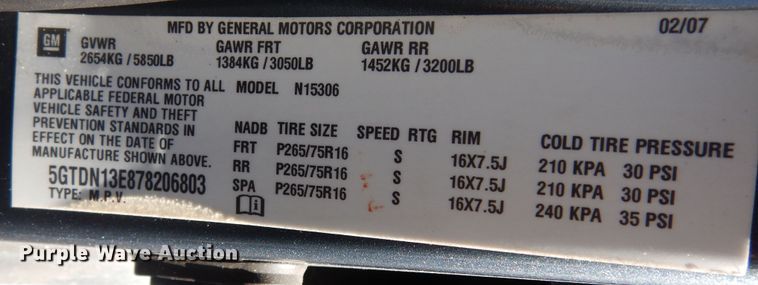 MFD BY GENERAL MOTORS CORPORATION 02/07
GM
GVWR GAWR FRT GAWR RR
2654KG / 5850LB 1384KG / 3050LB 1452KG / 3200LB
THIS VEHICLE CONFORMS TO ALL
APPLICABLE FEDERAL MOTOR
VEHICLE SAFETY AND THEFT
PREVENTION STANDARDS IN
EFFECT ON THE DATE OF
MANUFACTURE SHOWN ABOVE.
5GTDN13E878206803
TYPE: M.P.V.
MODEL N15306
NADB TIRE SIZE SPEED RTG RIM COLD TIRE PRESSURE
FRT P265/75R16 S 16X7.5J 210 KPA 30 PSI
RR P265/75R16 S 16X7.5J 210 KPA 30 PSI
SPA P265/75R16 S 16X7.5J 240 KPA 35 PSI
Purple Wave Auction